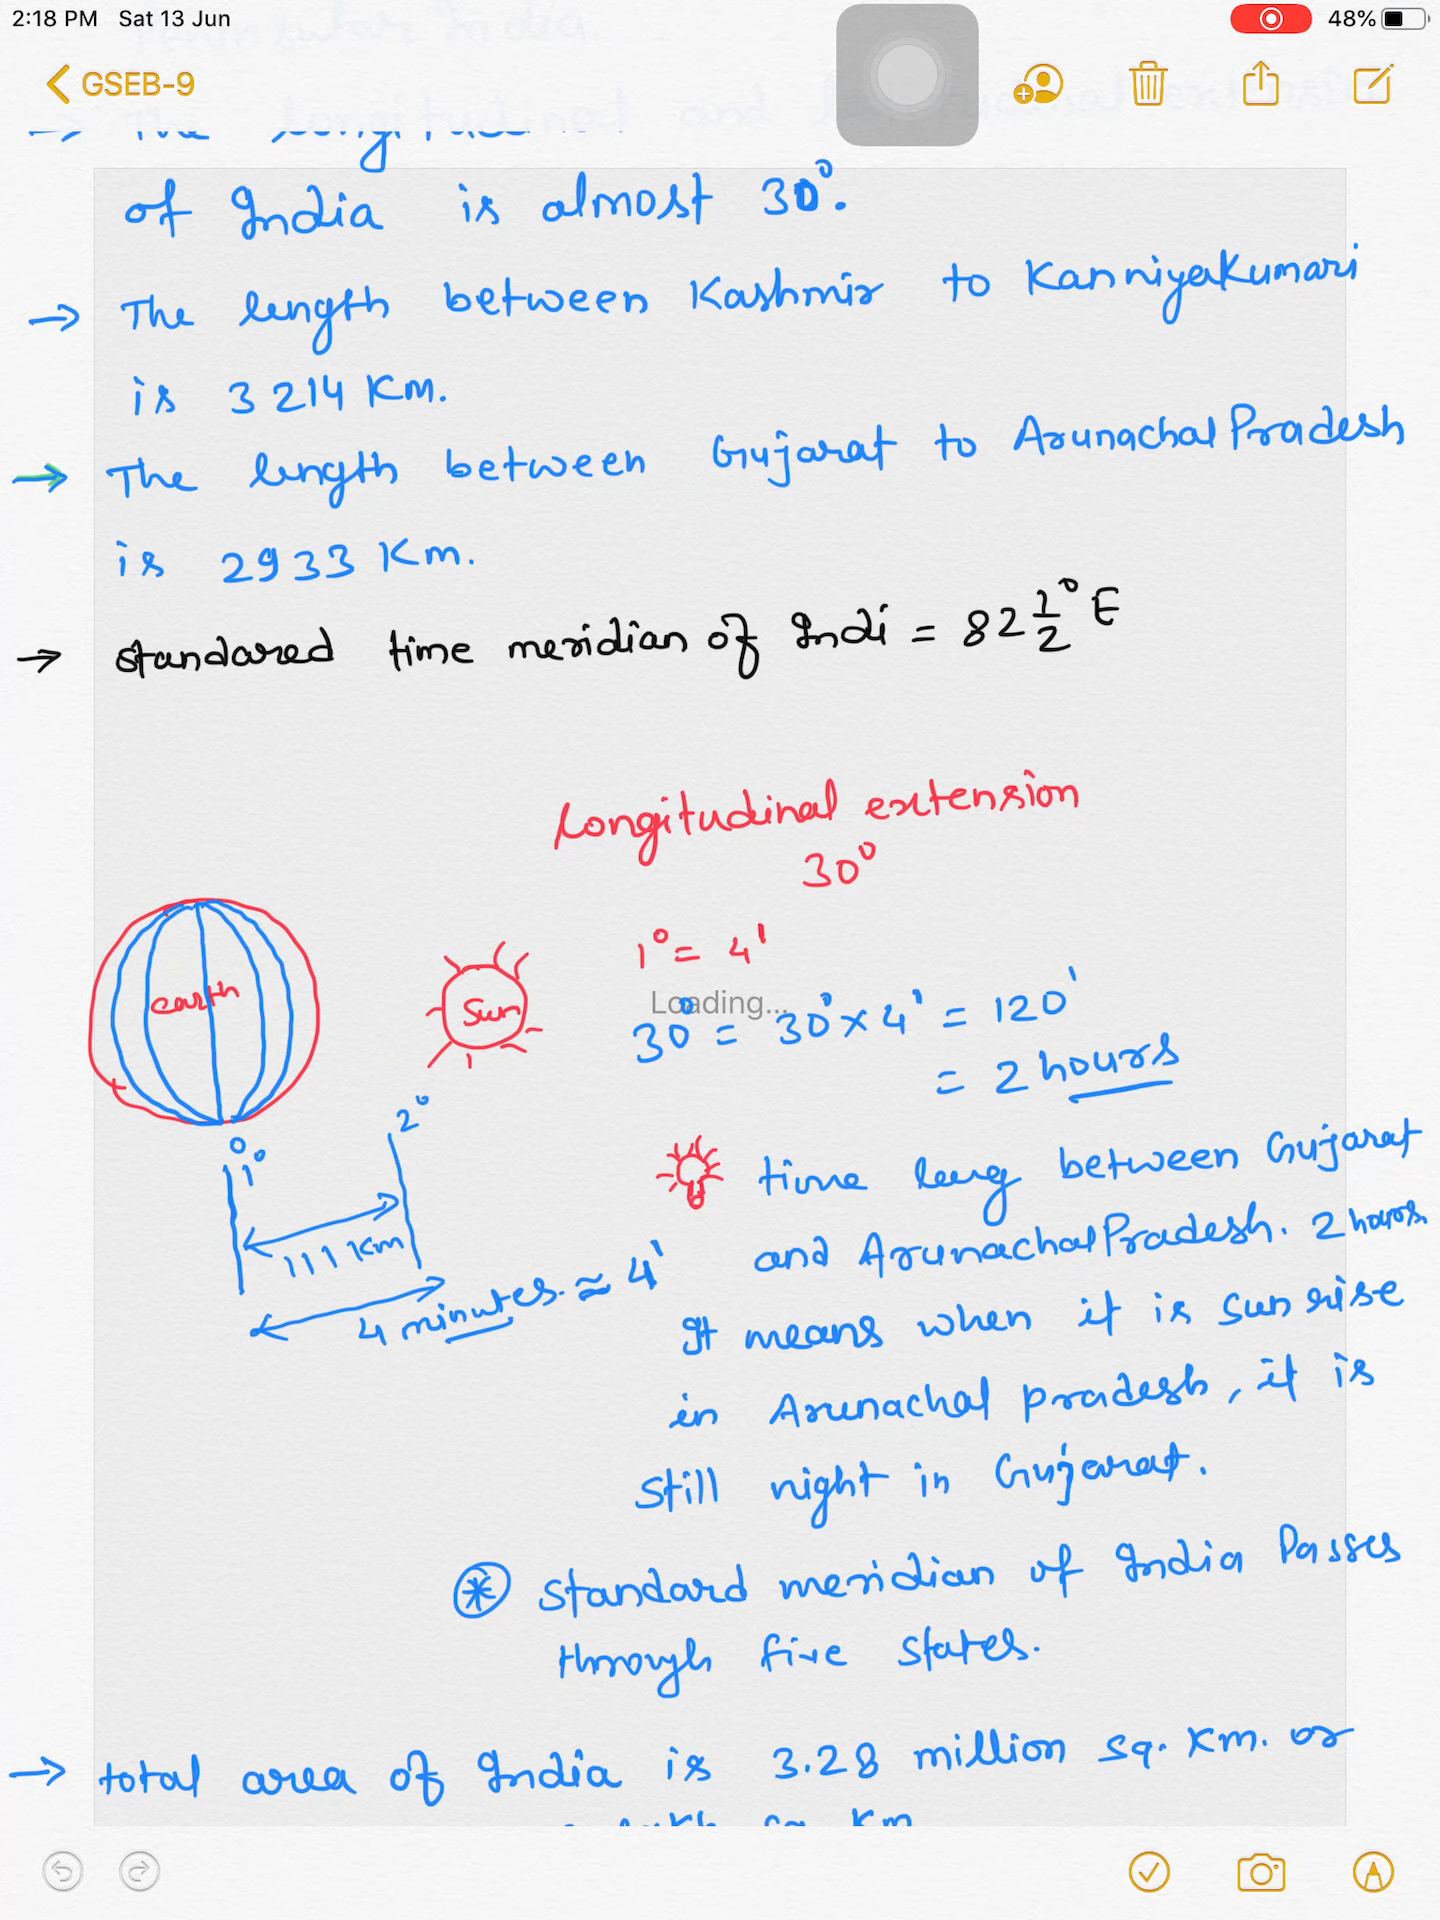 2:18 PM Sat 13 Jun
48%
GSEB-9
→ The
of India is almost 30°.
→ The length between Kashmir to Kanniyakumari
is 3214 Km.
→ The length between Gujarat to Arunachal Pradesh
is 2933 Km.
→ standared time meridian of Indi = 82 1/2° E
Longitudinal extension
30°
1° = 4'
Loading...
30° = 30° × 4' = 120'
= 2 hours
earth
Sun
0
1°
2°
111 Km
4 minutes. ≈ 4'
time leng between Gujarat
and Arunachal Pradesh. 2 hours
It means when it is sun rise
in Arunachal pradesh, it is
still night in Gujarat.
* standard meridian of India Passes
through five states.
→ total area of India is 3.28 million sq. Km. or